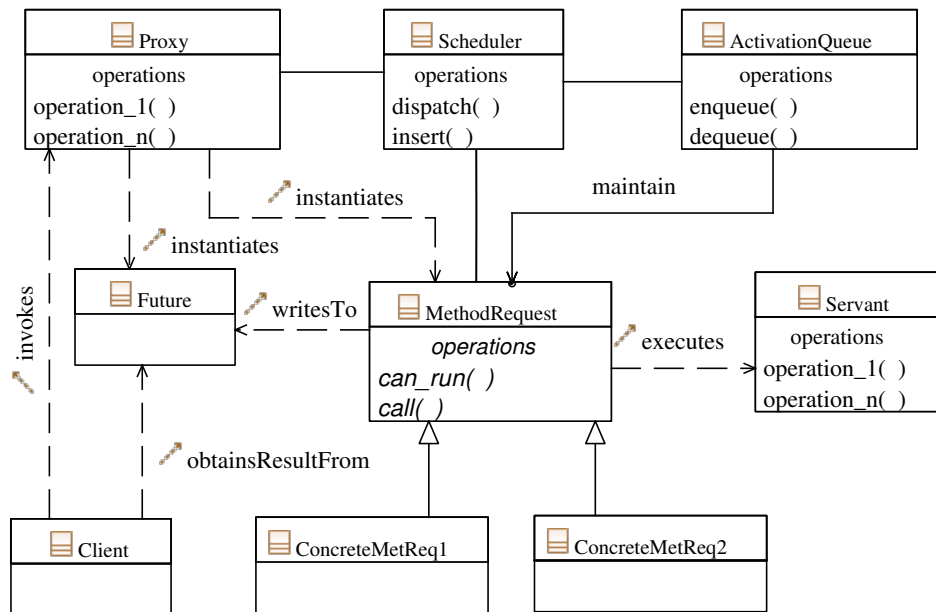 Proxy
operations
operation_1( )
operation_n( )
Scheduler
operations
dispatch( )
insert( )
ActivationQueue
operations
enqueue( )
dequeue( )
instantiates
maintain
instantiates
invokes
Future
writesTo
MethodRequest
operations
can_run( )
call( )
executes
Servant
operations
operation_1( )
operation_n( )
obtainsResultFrom
Client
ConcreteMetReq1
ConcreteMetReq2